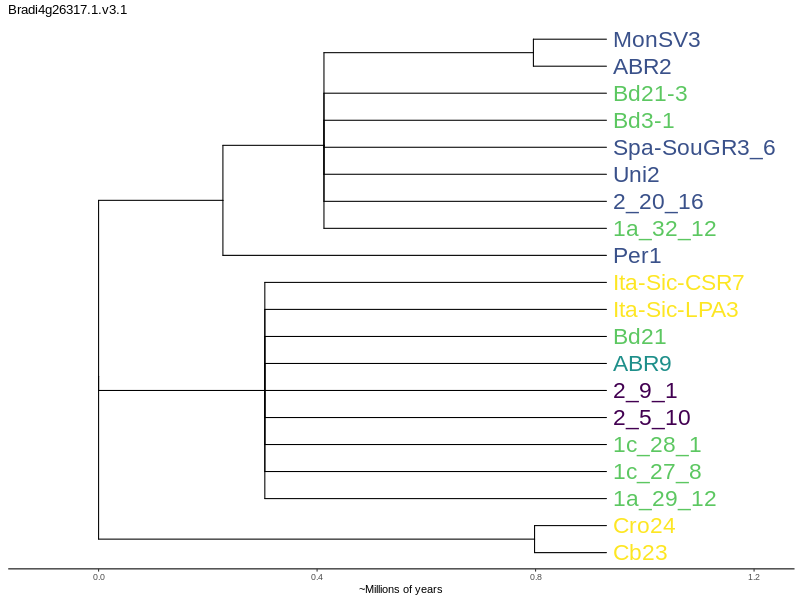 Bradi4g26317.1.v3.1
MonSV3
ABR2
Bd21-3
Bd3-1
Spa-SouGR3_6
Uni2
2_20_16
1a_32_12
Per1
Ita-Sic-CSR7
Ita-Sic-LPA3
Bd21
ABR9
2_9_1
2_5_10
1c_28_1
1c_27_8
1a_29_12
Cro24
Cb23
0.0 0.4 0.8 1.2
~Millions of years